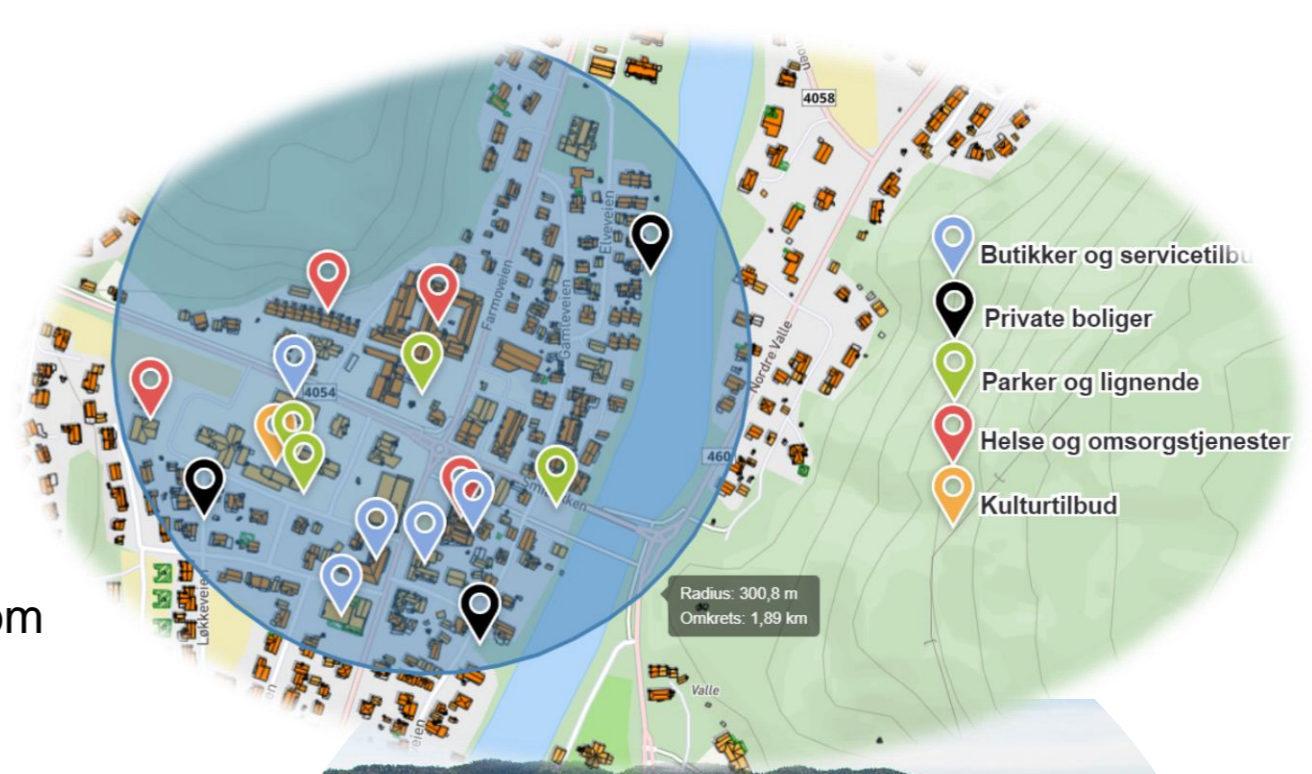 4058
Elveveien
Farmoveien
Gamleveien
Nordre Valle
4054
460
Løkkeveien
Valle
Butikker og servicetilbu
Private boliger
Parker og lignende
Helse og omsorgstjenester
Kulturtilbud
Radius: 300,8 m
Omkrets: 1,89 km
om